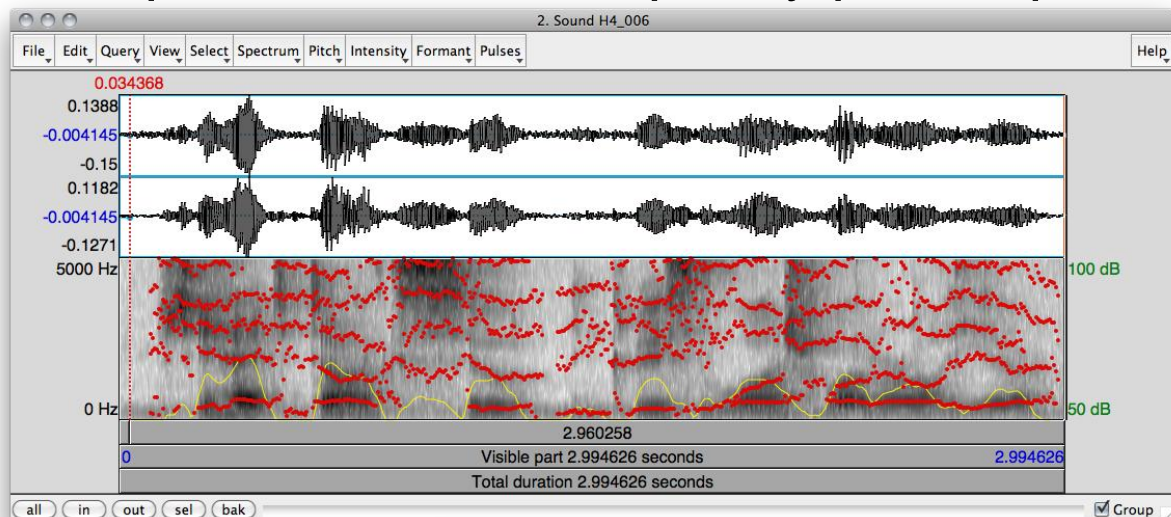 2. Sound H4_006
File Edit Query View Select Spectrum Pitch Intensity Formant Pulses Help
0.034368
0.1388
-0.004145
-0.15
0.1182
-0.004145
-0.1271
5000 Hz
100 dB
0 Hz
50 dB
2.960258
0 Visible part 2.994626 seconds 2.994626
Total duration 2.994626 seconds
all in out sel bak Group